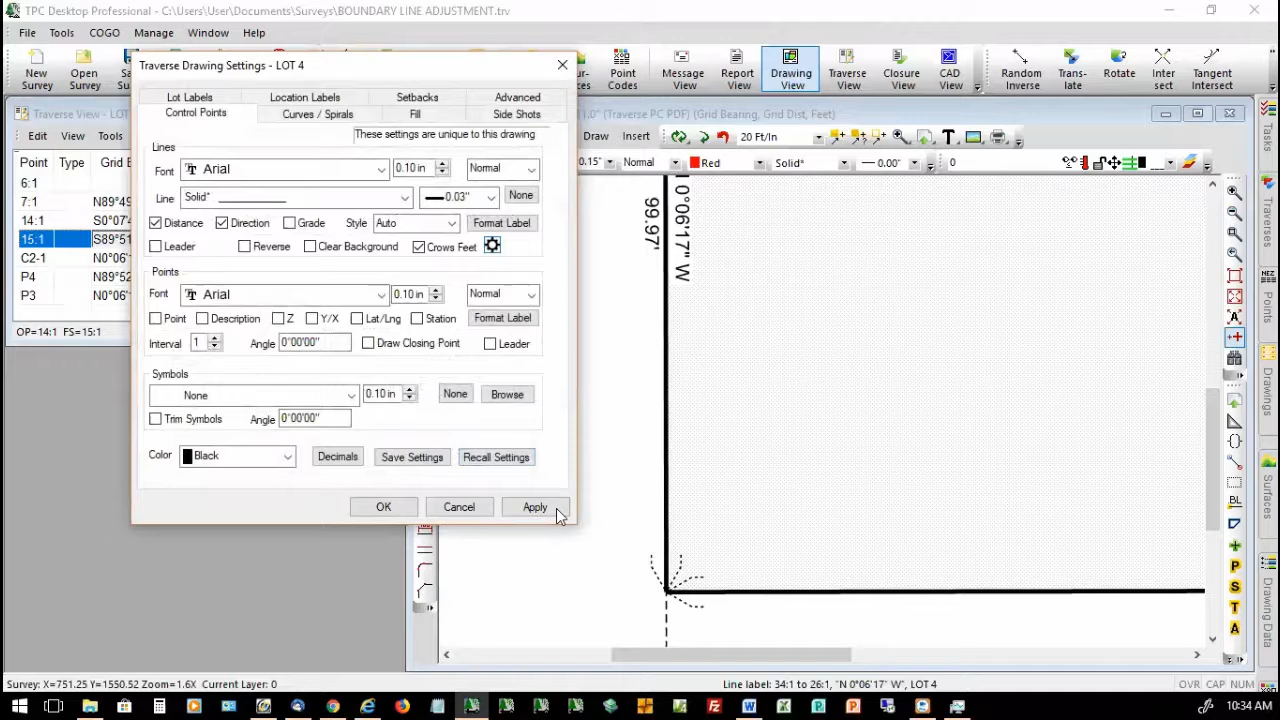 TPC Desktop Professional - C:\Users\User\Documents\Surveys\BOUNDARY LINE ADJUSTMENT.trv
File Tools COGO Manage Window Help
New Survey
Open Survey
Point Codes
Message View
Report View
Drawing View
Traverse View
Closure View
CAD View
Random Inverse
Trans- late
Rotate
Inter sect
Tangent Intersect
Traverse View -
Edit View Tools
Point Type Grid B
6:1
7:1 N89°49
14:1 S0°07'4
15:1 S89°51
C2-1 N0°06'
P4 N89°52
P3 N0°06'
OP=14:1 FS=15:1
Traverse Drawing Settings - LOT 4
Lot Labels Location Labels Setbacks Advanced
Control Points Curves / Spirals Fill Side Shots
These settings are unique to this drawing
Lines
Font Arial 0.10 in Normal
Line Solid* 0.03" None
Distance Direction Grade Style Auto Format Label
Leader Reverse Clear Background Crows Feet
Points
Font Arial 0.10 in Normal
Point Description Z Y/X Lat/Lng Station Format Label
Interval 1 Angle 0°00'00" Draw Closing Point Leader
Symbols
None 0.10 in None Browse
Trim Symbols Angle 0°00'00"
Color Black Decimals Save Settings Recall Settings
OK Cancel Apply
1:0" (Traverse PC PDF) (Grid Bearing, Grid Dist, Feet)
Draw Insert 20 Ft/In
0.15" Normal Red Solid* 0.00" 0
99.97'
0°06'17" W
Traverses
Points
Drawings
Surfaces
Drawing Data
Survey: X=751.25 Y=1550.52 Zoom=1.6X Current Layer: 0
Line label: 34:1 to 26:1, "N 0°06'17" W", LOT4
OVR CAP NUM
10:34 AM